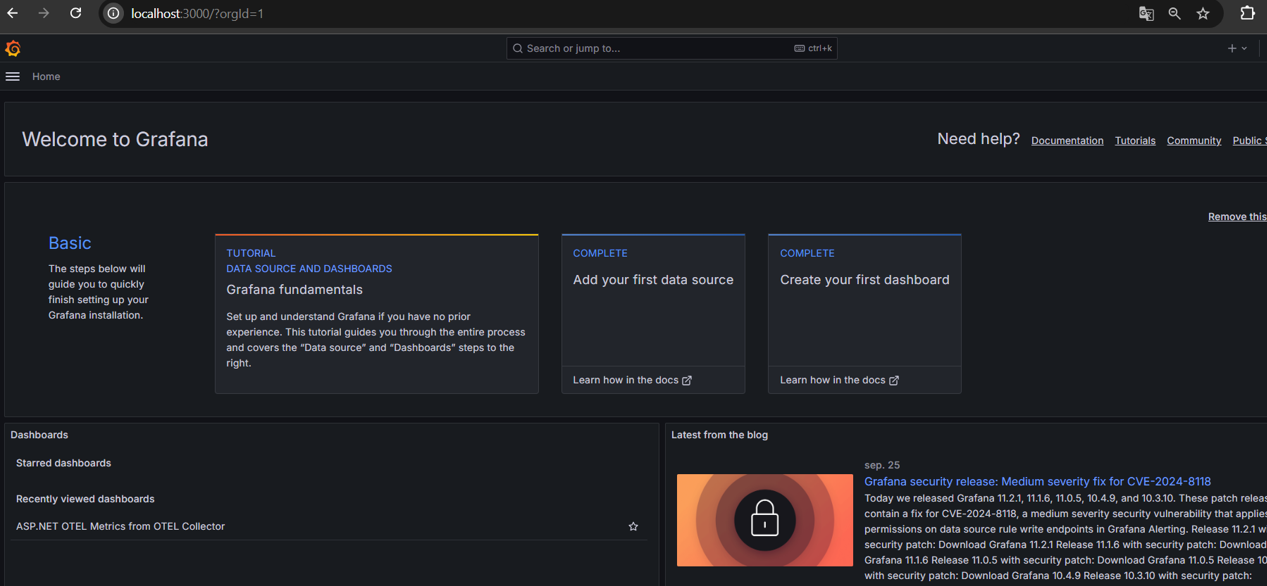 localhost:3000/?orgId=1
Search or jump to...
ctrl+k
Home
Welcome to Grafana
Need help?
Documentation
Tutorials
Community
Public
Remove this
Basic
The steps below will
guide you to quickly
finish setting up your
Grafana installation.
TUTORIAL
DATA SOURCE AND DASHBOARDS
Grafana fundamentals
Set up and understand Grafana if you have no prior
experience. This tutorial guides you through the entire process
and covers the “Data source” and “Dashboards” steps to the
right.
COMPLETE
Add your first data source
Learn how in the docs
COMPLETE
Create your first dashboard
Learn how in the docs
Dashboards
Starred dashboards
Recently viewed dashboards
ASP.NET OTEL Metrics from OTEL Collector
Latest from the blog
sep. 25
Grafana security release: Medium severity fix for CVE-2024-8118
Today we released Grafana 11.2.1, 11.1.6, 11.0.5, 10.4.9, and 10.3.10. These patch
contain a fix for CVE-2024-8118, a medium severity security vulnerability that applies
permissions on data source rule write endpoints in Grafana Alerting. Release 11.2.1
security patch: Download Grafana 11.2.1 Release 11.1.6 with security patch: Download
Grafana 11.1.6 Release 11.0.5 with security patch: Download Grafana 11.0.5 Release
with security patch: Download Grafana 10.4.9 Release 10.3.10 with security patch: